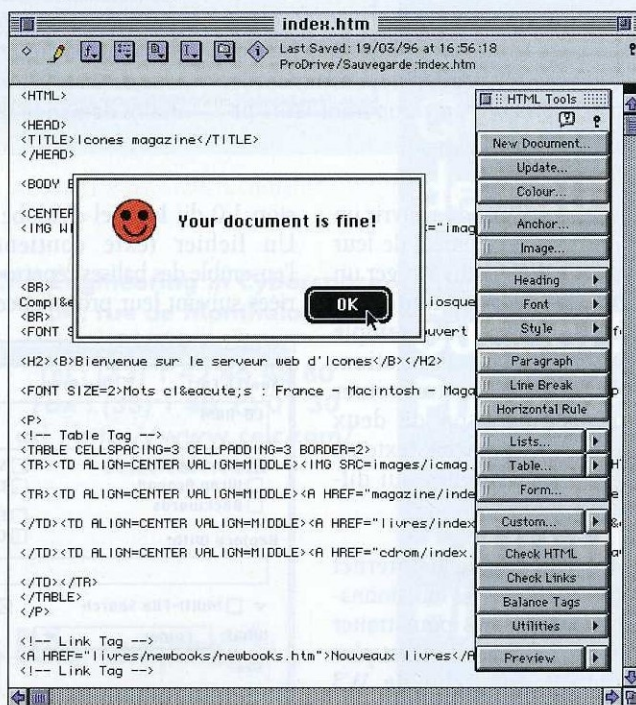 index.htm
Last Saved: 19/03/96 at 16:56:18
ProDrive/Sauvegarde:index.htm
<HTML>
<HEAD>
<TITLE>Icones magazine</TITLE>
</HEAD>
<BODY
<CENTER
<IMG
="imag
Your document is fine!
OK
<BR>
Compl&e
iosque
<BR>
<FONT S
ouvert
<H2><B>Bienvenue sur le serveur web d'Icones</B></H2>
<FONT SIZE=2>Mots cl&eacute;s : France - Macintosh - Maga
<P>
<!-- Table Tag -->
<TABLE CELLSPACING=3 CELLPADDING=3 BORDER=2>
<TR><TD ALIGN=CENTER VALIGN=MIDDLE><IMG SRC=images/icmag.
<TR><TD ALIGN=CENTER VALIGN=MIDDLE><A HREF="magazine/inde
</TD><TD ALIGN=CENTER VALIGN=MIDDLE><A HREF="livres/index
</TD><TD ALIGN=CENTER VALIGN=MIDDLE><A HREF="cdrom/index.
</TD></TR>
</TABLE>
</P>
<!-- Link Tag -->
<A HREF="livres/newbooks/newbooks.htm">Nouveaux livres</A
<!-- Link Tag -->
HTML Tools
New Document...
Update...
Colour...
Anchor...
Image...
Heading
Font
Style
Paragraph
Line Break
Horizontal Rule
Lists...
Table...
Form...
Custom...
Check HTML
Check Links
Balance Tags
Utilities
Preview